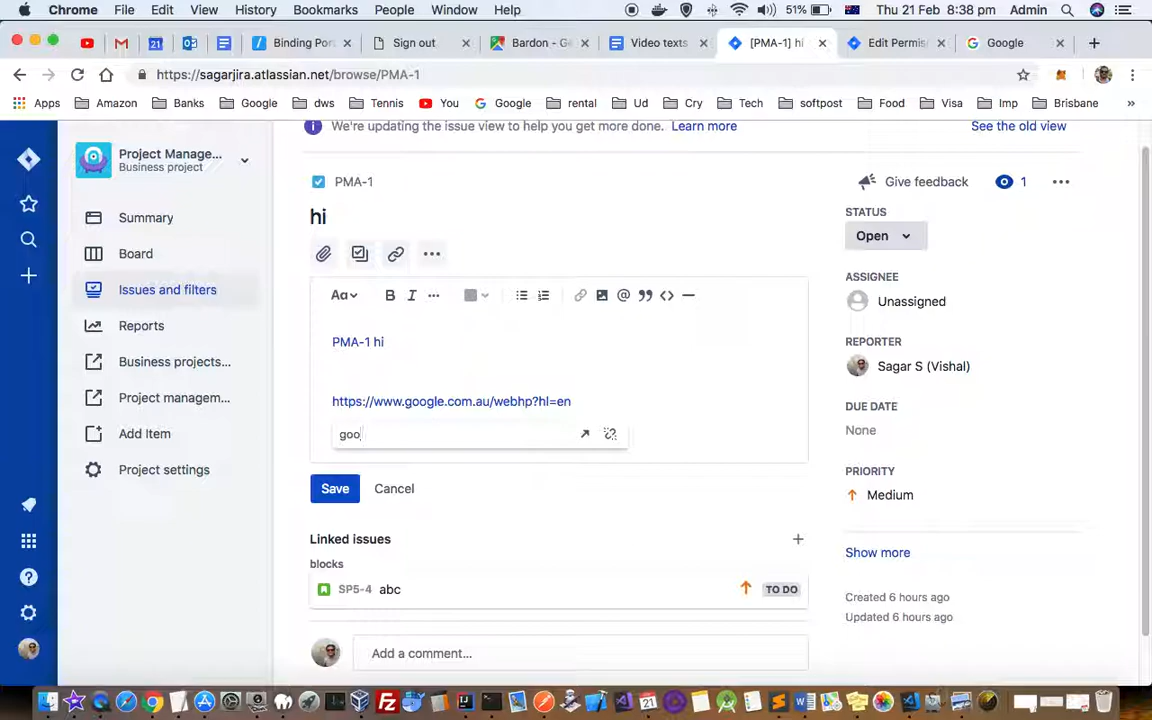 Chrome File Edit View History Bookmarks People Window Help 51% Thu 21 Feb 8:38 pm Admin
Binding Por Sign out Bardon - G Video texts [PMA-1] hi Edit Permis Google
https://sagarjira.atlassian.net/browse/PMA-1
Apps Amazon Banks Google dws Tennis You Google rental Ud Cry Tech softpost Food Visa Imp Brisbane »
We're updating the issue view to help you get more done. Learn more See the old view
Project Manage...
Business project
PMA-1 Give feedback 1
hi
STATUS
Summary
Open
Board
Issues and filters
Aa B I
ASSIGNEE
Unassigned
Reports
PMA-1 hi
REPORTER
Business projects...
Sagar S (Vishal)
Project managem...
https://www.google.com.au/webhp?hl=en
DUE DATE
Add Item
goo
None
Project settings
PRIORITY
Save Cancel
Medium
Linked issues
Show more
blocks
SP5-4 abc TO DO
Created 6 hours ago
Updated 6 hours ago
Add a comment...